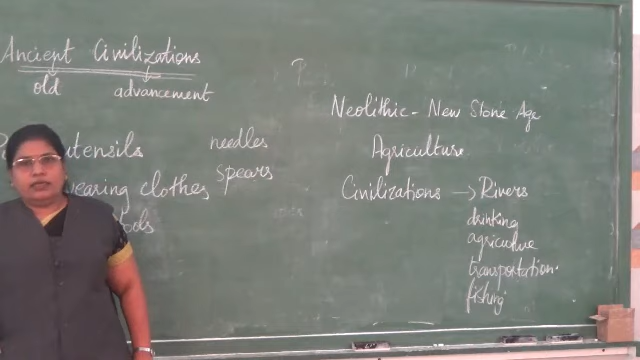 Ancient Civilizations
old advancement
utensils needles
wearing clothes spears
Neolithic - New Stone Age
Agriculture
Civilizations → Rivers
drinking
agriculture
transportation.
fishing